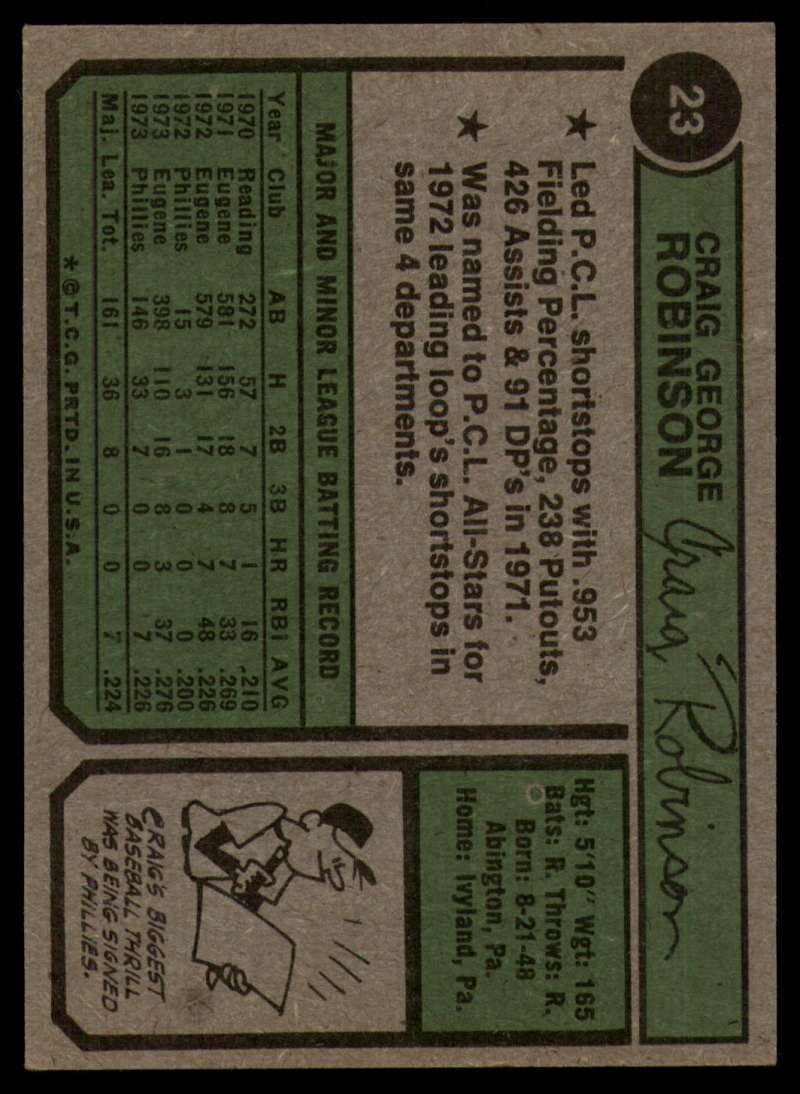 23
CRAIG GEORGE
ROBINSON
Craig Robinson
★ Led P.C.L. shortstops with .953
Fielding Percentage, 238 Putouts,
426 Assists & 91 DP's in 1971.
★ Was named to P.C.L. All-Stars for
1972 leading loop's shortstops in
same 4 departments.
MAJOR AND MINOR LEAGUE BATTING RECORD
Year Club AB H 2B 3B HR RBI AVG
1970 Reading 272 57 7 5 1 16 .210
1971 Eugene 581 156 18 8 7 33 .269
1972 Eugene 579 131 17 4 7 48 .226
1972 Phillies 15 3 1 0 0 0 .200
1973 Eugene 398 110 16 8 3 37 .276
1973 Phillies 146 33 7 0 0 7 .226
Maj. Lea. Tot. 161 36 8 0 0 7 .224
* © T.C.G. PRTD. IN U.S.A.
Hgt: 5'10" Wgt: 165
Bats: R. Throws: R.
Born: 8-21-48
Abington, Pa.
Home: Ivyland, Pa.
CRAIG'S BIGGEST
BASEBALL THRILL
WAS BEING SIGNED
BY PHILLIES.